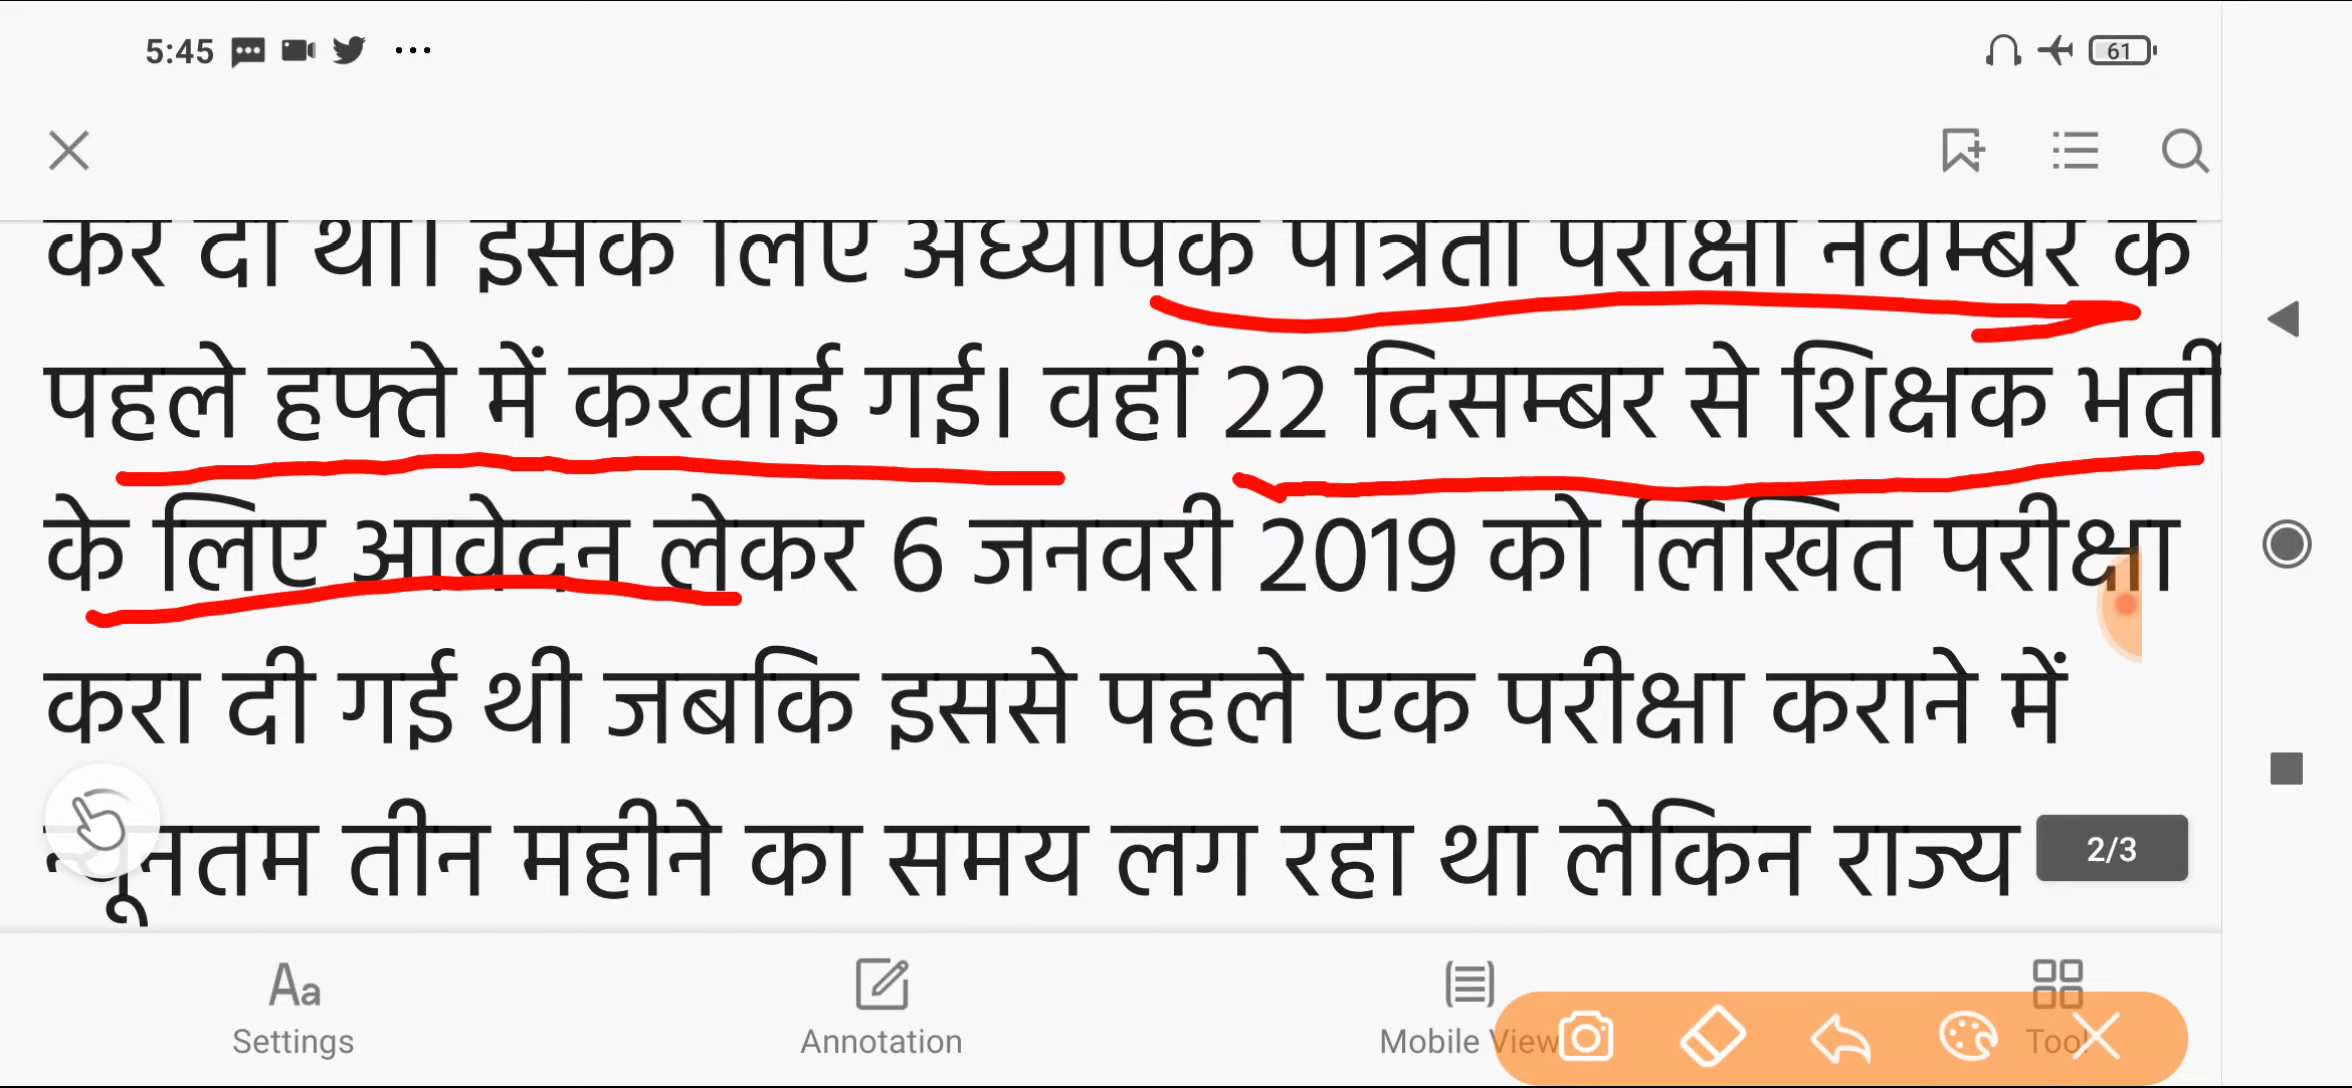 5:45
61
कर दी थी। इसके लिए अध्यापक पात्रता परीक्षा नवम्बर के
पहले हफ्ते में करवाई गई। वहीं 22 दिसम्बर से शिक्षक भर्ती
के लिए आवेदन लेकर 6 जनवरी 2019 को लिखित परीक्षा
करा दी गई थी जबकि इससे पहले एक परीक्षा कराने में
न्यूनतम तीन महीने का समय लग रहा था लेकिन राज्य
2/3
Aa
Settings
Annotation
Mobile View